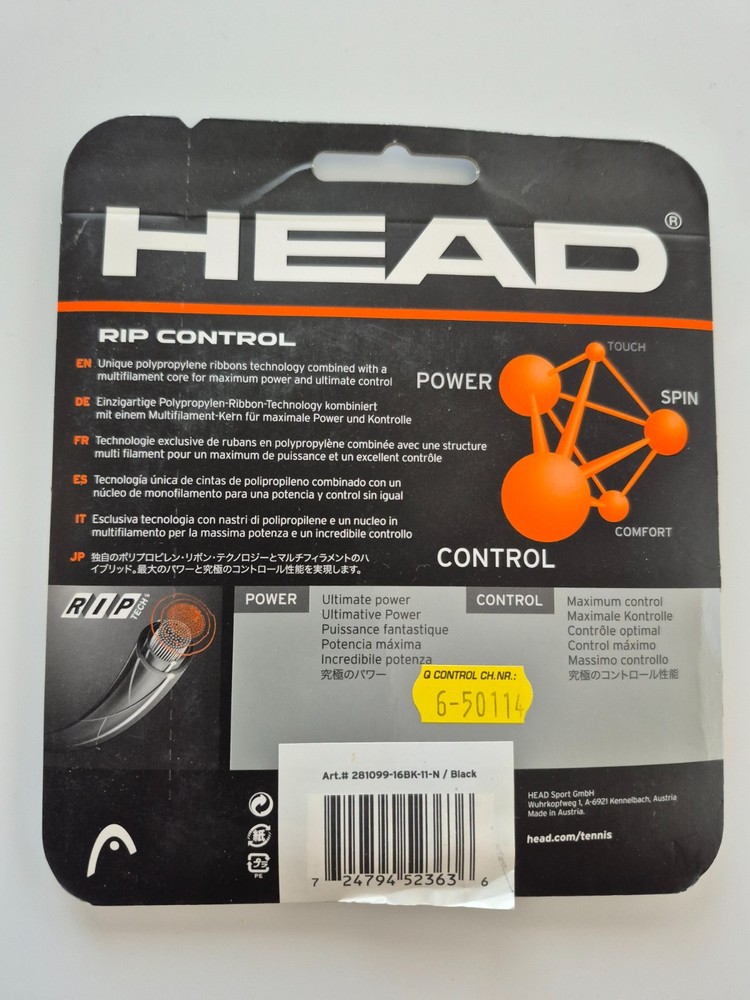 HEAD®
RIP CONTROL
EN Unique polypropylene ribbons technology combined with a
multifilament core for maximum power and ultimate control
DE Einzigartige Polypropylen-Ribbon-Technology kombiniert
mit einem Multifilament-Kern für maximale Power und Kontrolle
FR Technologie exclusive de rubans en polypropylène combinée avec une structure
multi filament pour un maximum de puissance et un excellent contrôle
ES Tecnología única de cintas de polipropileno combinado con un
núcleo de monofilamento para una potencia y control sin igual
IT Esclusiva tecnologia con nastri di polipropilene e un nucleo in
multifilamento per la massima potenza e un incredibile controllo
JP 独自のポリプロピレン・リボン・テクノロジーとマルチフィラメントのハ
イブリッド。最大のパワーと究極のコントロール性能を実現します。
TOUCH
POWER
SPIN
COMFORT
CONTROL
RIP TECH's
POWER
Ultimate power
Ultimative Power
Puissance fantastique
Potencia máxima
Incredibile potenza
究極のパワー
CONTROL
Maximum control
Maximale Kontrolle
Contrôle optimal
Control máximo
Massimo controllo
究極のコントロール性能
Q CONTROL CH.NR.:
6-50114
Art.# 281099-16BK-11-N / Black
7 24794 52363 6
紙
プラ
PE
HEAD Sport GmbH
Wuhrkopfweg 1, A-6921 Kennelbach, Austria
Made in Austria.
head.com/tennis